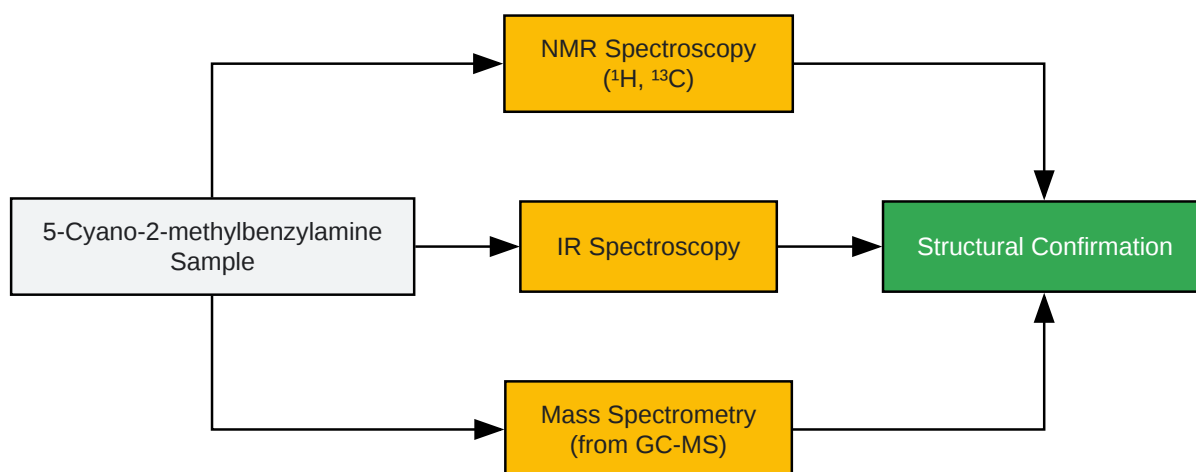 NMR Spectroscopy
(¹H, ¹³C)
5-Cyano-2-methylbenzylamine
Sample
IR Spectroscopy
Structural Confirmation
Mass Spectrometry
(from GC-MS)